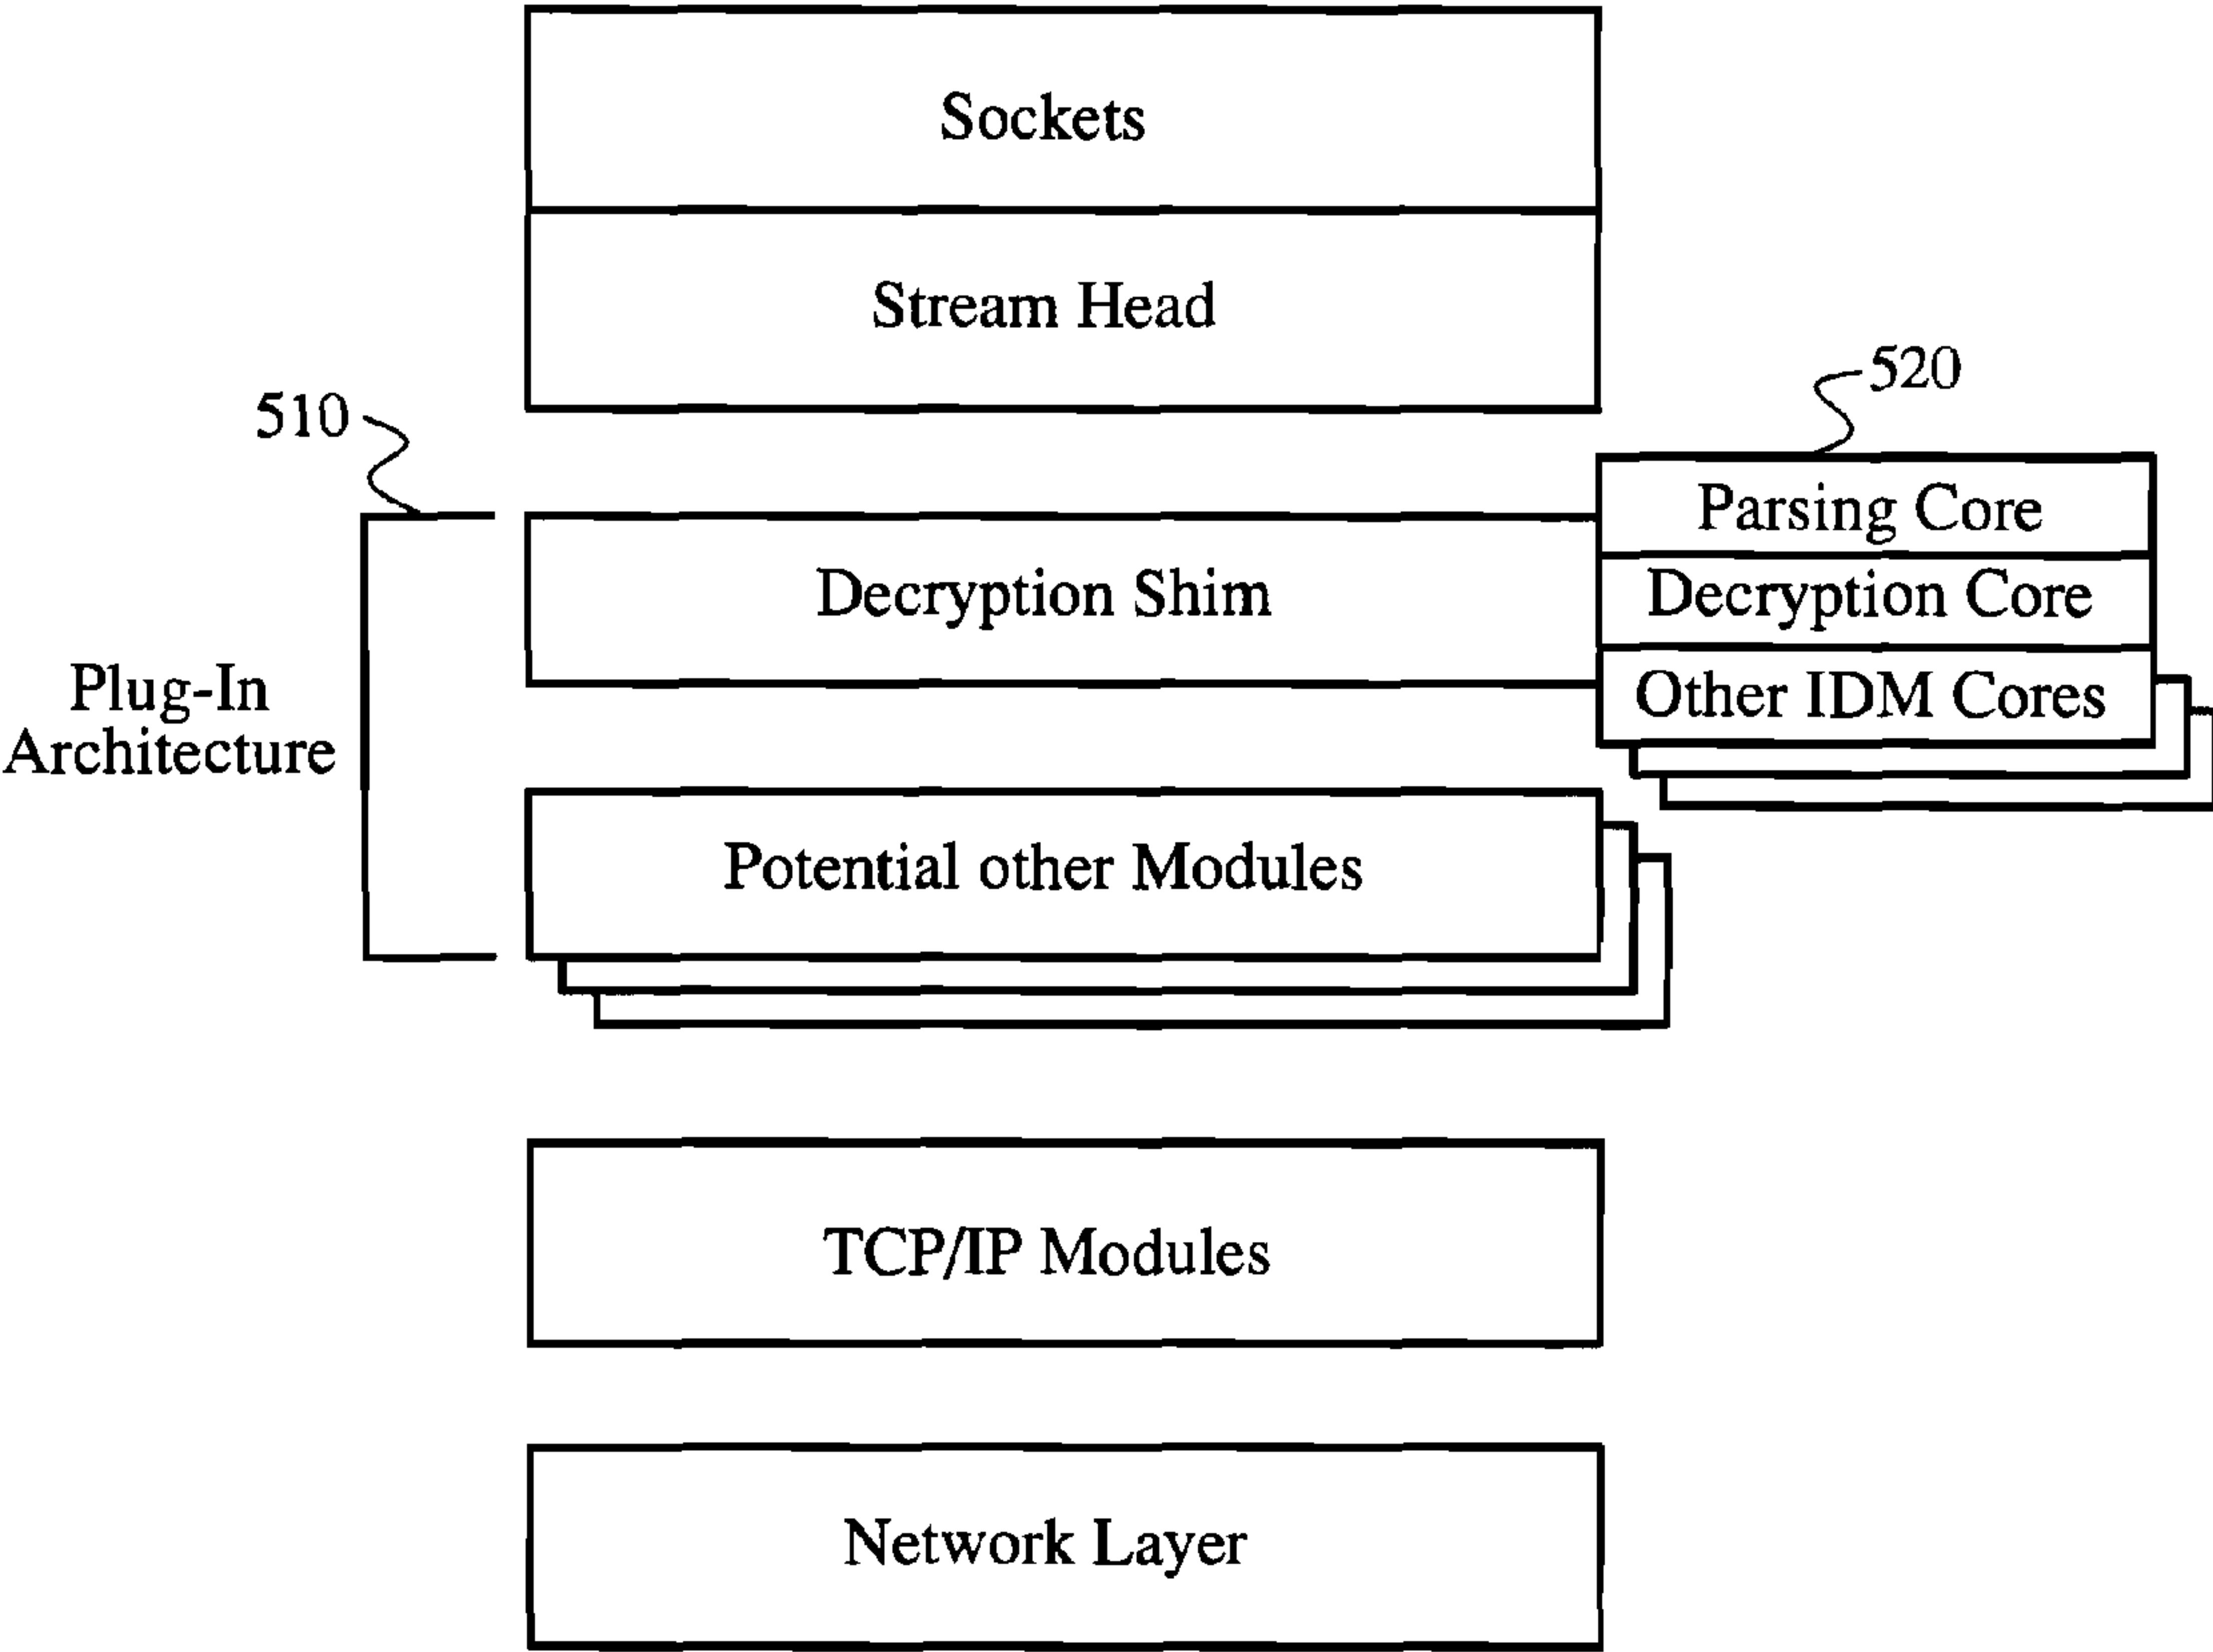 Sockets
Stream Head
520
510
Parsing Core
Decryption Shim
Decryption Core
Plug-In
Architecture
Other IDM Cores
Potential other Modules
TCP/IP Modules
Network Layer